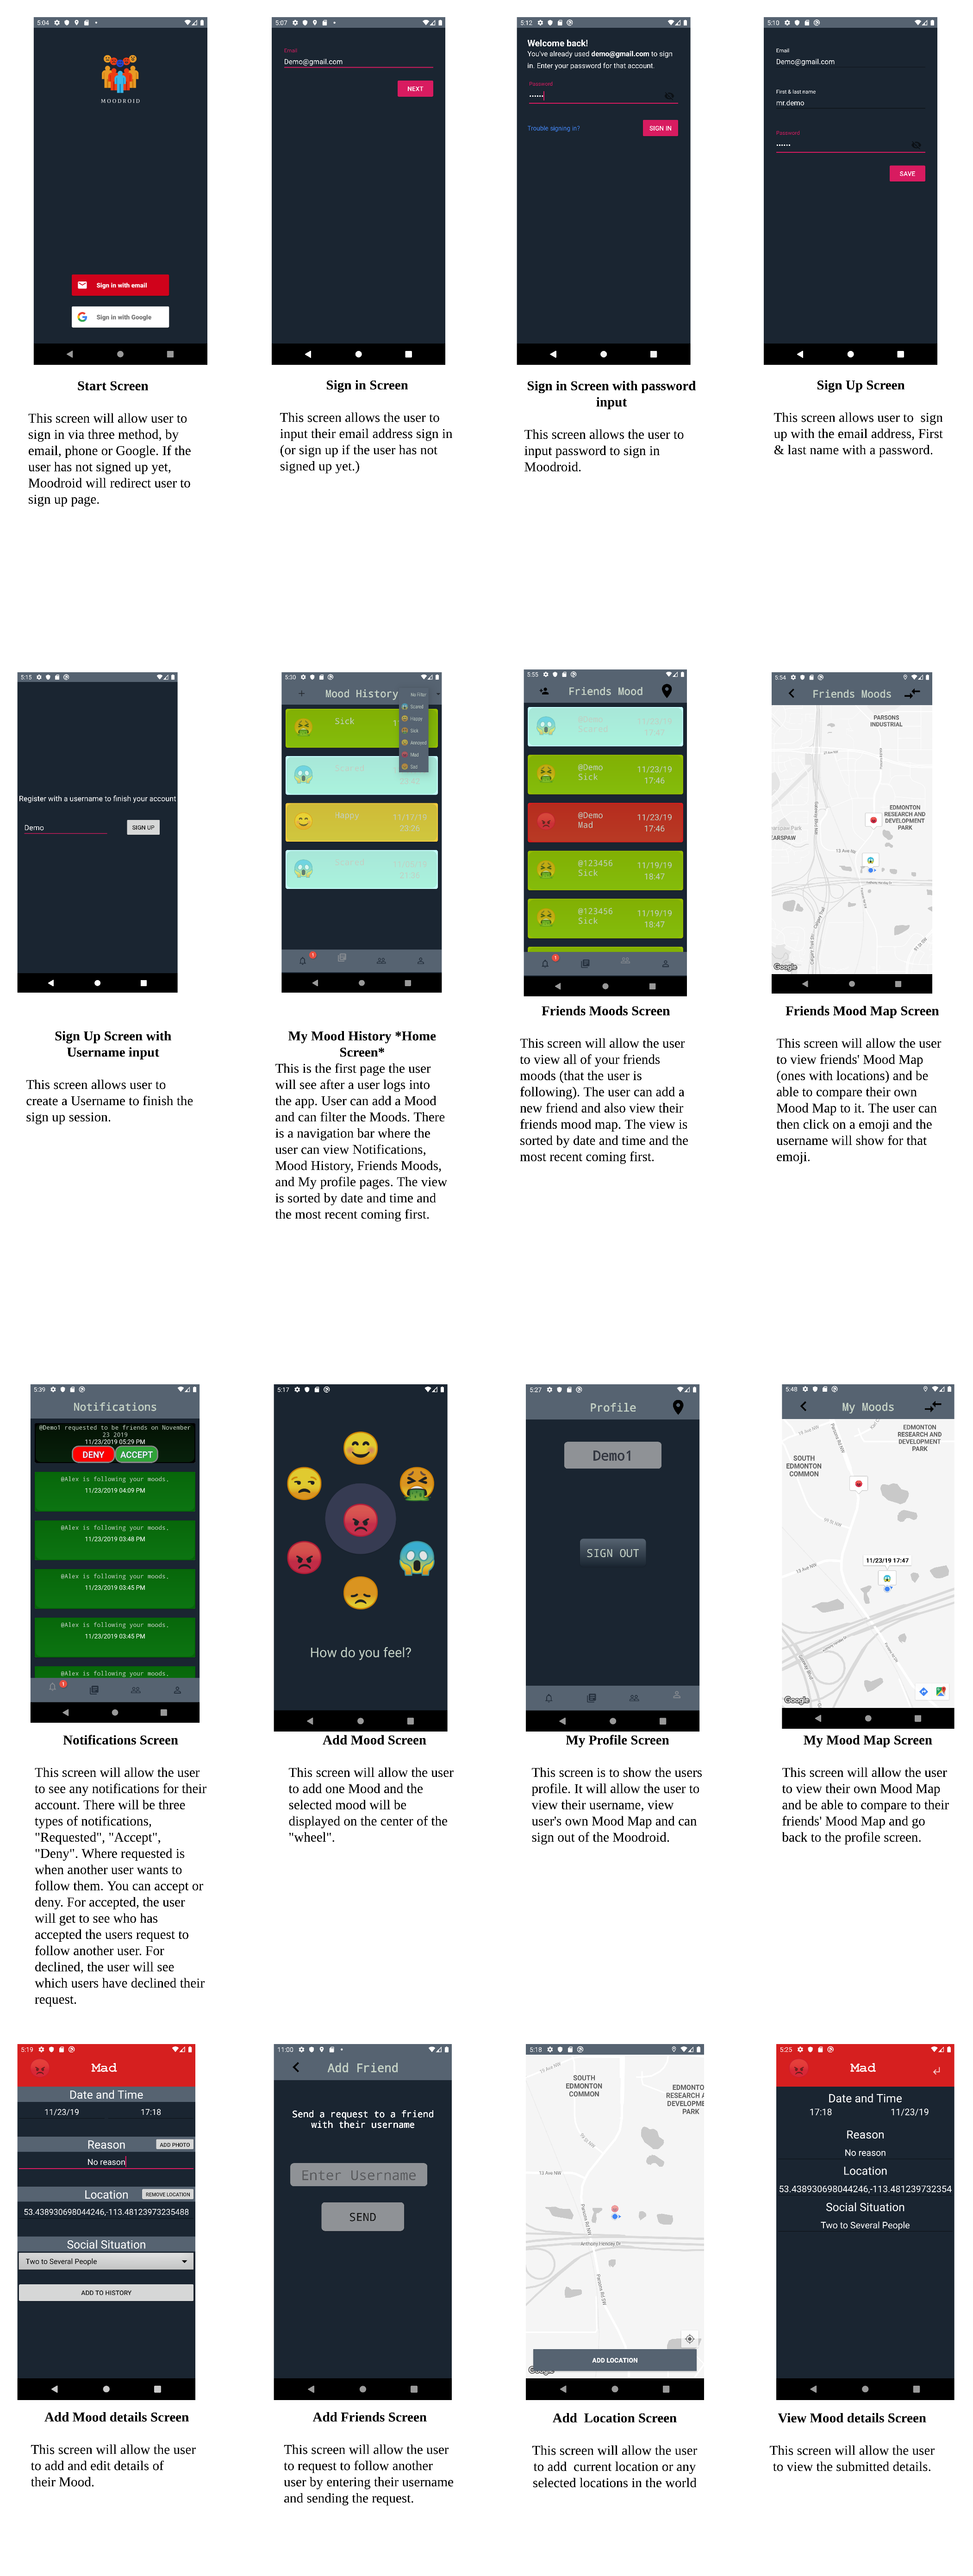 5:04
MOODROID
Sign in with email
Sign in with Google
Start Screen
This screen will allow user to
sign in via three method, by
email, phone or Google. If the
user has not signed up yet,
Moodroid will redirect user to
sign up page.
5:07
Email
Demo@gmail.com
NEXT
Sign in Screen
This screen allows the user to
input their email address sign in
(or sign up if the user has not
signed up yet.)
5:12
Welcome back!
You've already used demo@gmail.com to sign
in. Enter your password for that account.
Password
Trouble signing in?
SIGN IN
Sign in Screen with password
input
This screen allows the user to
input password to sign in
Moodroid.
5:10
Email
Demo@gmail.com
First & last name
mr.demo
Password
SAVE
Sign Up Screen
This screen allows user to sign
up with the email address, First
& last name with a password.
5:15
Register with a username to finish your account
Demo
SIGN UP
Sign Up Screen with
Username input
This screen allows user to
create a Username to finish the
sign up session.
5:30
Mood History
No Filter
Scared
Happy
Sick
Annoyed
Mad
Sad
Sick
Scared
Happy 11/17/19
Scared
1
My Mood History *Home
Screen*
This is the first page the user
will see after a user logs into
the app. User can add a Mood
and can filter the Moods. There
is a navigation bar where the
user can view Notifications,
Mood History, Friends Moods,
and My profile pages. The view
is sorted by date and time and
the most recent coming first.
5:55
Friends Mood
@Demo 11/23/19
Scared 17:47
@Demo 11/23/19
Sick 17:46
@Demo 11/23/19
Mad 17:46
@123456 11/19/19
Sick 18:47
@123456 11/19/19
Sick 18:47
1
Friends Moods Screen
This screen will allow the user
to view all of your friends
moods (that the user is
following). The user can add a
new friend and also view their
friends mood map. The view is
sorted by date and time and the
most recent coming first.
5:54
Friends Moods
PARSONS
INDUSTRIAL
EDMONTON
RESEARCH AND
DEVELOPMENT
PARK
EARSPAW
13 Ave NW
Google
Friends Mood Map Screen
This screen will allow the user
to view friends' Mood Map
(ones with locations) and be
able to compare their own
Mood Map to it. The user can
then click on a emoji and the
username will show for that
emoji.
5:39
Notifications
@Demo1 requested to be friends on November
23 2019
11/23/2019 05:29 PM
DENY
ACCEPT
@Alex is following your moods.
11/23/2019 04:09 PM
@Alex is following your moods.
11/23/2019 03:48 PM
@Alex is following your moods.
11/23/2019 03:45 PM
@Alex is following your moods.
11/23/2019 03:45 PM
@Alex is following your moods.
1
Notifications Screen
This screen will allow the user
to see any notifications for their
account. There will be three
types of notifications,
"Requested", "Accept",
"Deny". Where requested is
when another user wants to
follow them. You can accept or
deny. For accepted, the user
will get to see who has
accepted the users request to
follow another user. For
declined, the user will see
which users have declined their
request.
5:17
How do you feel?
Add Mood Screen
This screen will allow the user
to add one Mood and the
selected mood will be
displayed on the center of the
"wheel".
5:27
Profile
Demo1
SIGN OUT
My Profile Screen
This screen is to show the users
profile. It will allow the user to
view their username, view
user's own Mood Map and can
sign out of the Moodroid.
5:48
My Moods
EDMONTON
RESEARCH AND
DEVELOPMENT
PARK
SOUTH
EDMONTON
COMMON
11/23/19 17:47
13 Ave NW
Google
My Mood Map Screen
This screen will allow the user
to view their own Mood Map
and be able to compare to their
friends' Mood Map and go
back to the profile screen.
5:19
Mad
Date and Time
11/23/19 17:18
Reason
ADD PHOTO
No reason
Location
REMOVE LOCATION
53.438930698044246,-113.48123973235488
Social Situation
Two to Several People
ADD TO HISTORY
Add Mood details Screen
This screen will allow the user
to add and edit details of
their Mood.
11:00
Add Friend
Send a request to a friend
with their username
Enter Username
SEND
Add Friends Screen
This screen will allow the user
to request to follow another
user by entering their username
and sending the request.
5:18
SOUTH
EDMONTON
COMMON
EDMONTO
RESEARCH A
DEVELOPME
PARK
13 Ave NW
Parsons Rd NW
Anthony Henday Dr
Parsons Rd NW
ADD LOCATION
Google
Add Location Screen
This screen will allow the user
to add current location or any
selected locations in the world
5:25
Mad
Date and Time
17:18 11/23/19
Reason
No reason
Location
53.438930698044246,-113.481239732354
Social Situation
Two to Several People
View Mood details Screen
This screen will allow the user
to view the submitted details.